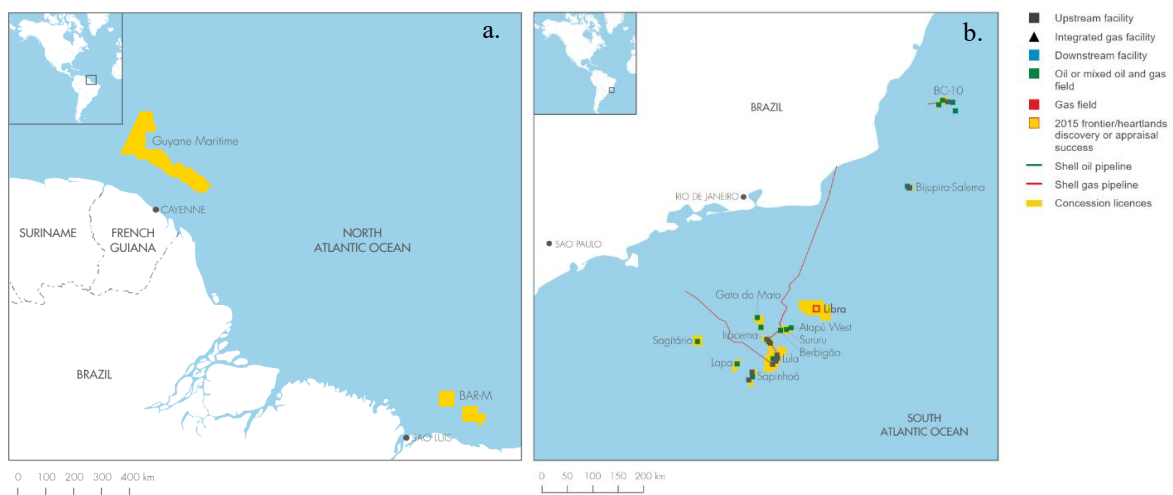 a.
Guyane Maritime
CAYENNE
SURINAME
FRENCH
GUIANA
NORTH
ATLANTIC OCEAN
BRAZIL
BAR-M
SAO LUIS
0 100 200 300 400 km
b.
BRAZIL
BC-10
Bijupira-Salema
RIO DE JANEIRO
SAO PAULO
Gato do Mato
Libra
Iracema
Atapú West
Sururu
Berbigão
Sagitário
Lula
Lapa
Sapinhoá
SOUTH
ATLANTIC OCEAN
0 50 100 150 200 km
Upstream facility
Integrated gas facility
Downstream facility
Oil or mixed oil and gas
field
Gas field
2015 frontier/heartlands
discovery or appraisal
success
Shell oil pipeline
Shell gas pipeline
Concession licences